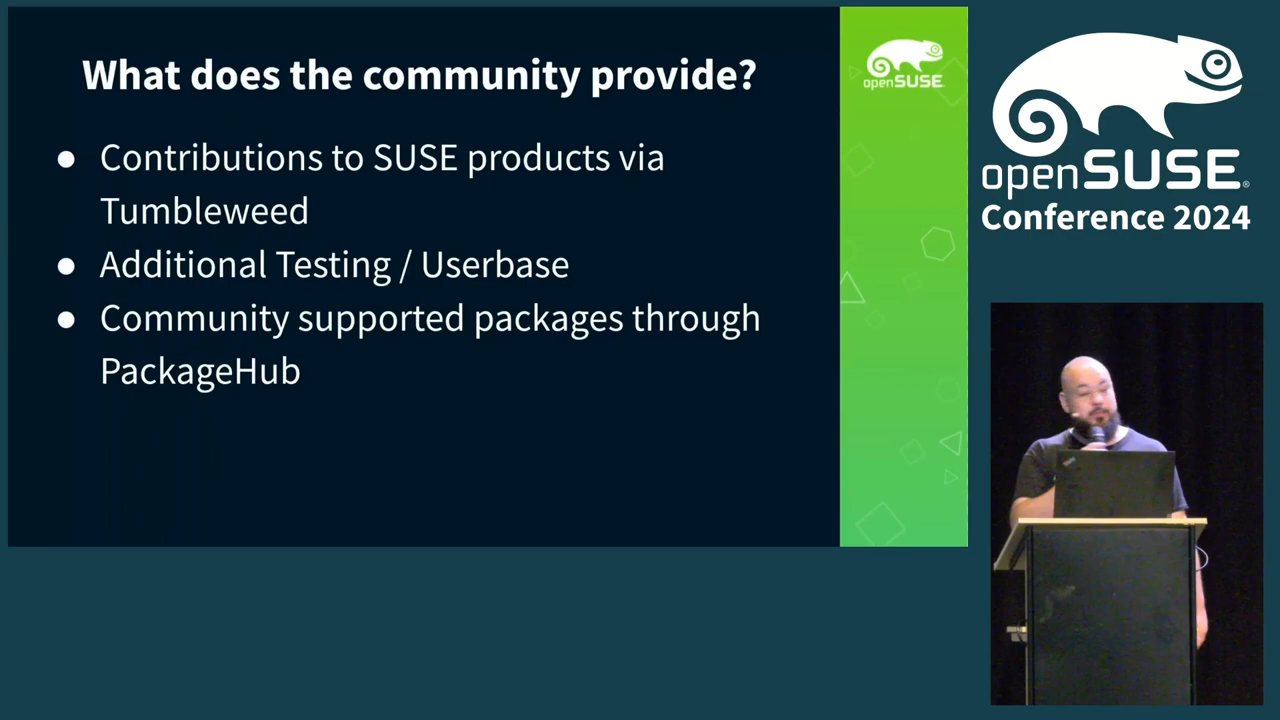 What does the community provide?
● Contributions to SUSE products via
Tumbleweed
● Additional Testing / Userbase
● Community supported packages through
PackageHub
openSUSE
openSUSE®
Conference 2024